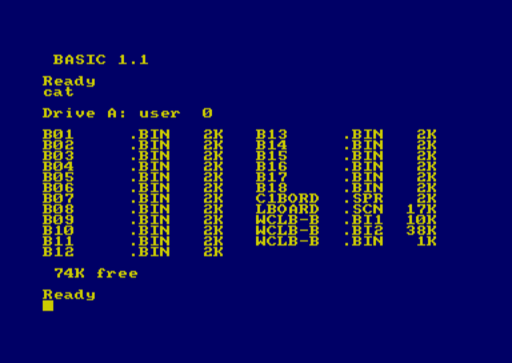 BASIC 1.1
Ready
cat
Drive A: user  0
B01     .BIN   2K   B13     .BIN   2K
B02     .BIN   2K   B14     .BIN   2K
B03     .BIN   2K   B15     .BIN   2K
B04     .BIN   2K   B16     .BIN   2K
B05     .BIN   2K   B17     .BIN   2K
B06     .BIN   2K   B18     .BIN   2K
B07     .BIN   2K   C1BORD  .SPR   2K
B08     .BIN   2K   LBOARD  .SCN  17K
B09     .BIN   2K   WCLB-B  .BI1  10K
B10     .BIN   2K   WCLB-B  .BI2  38K
B11     .BIN   2K   WCLB-B  .BIN   1K
B12     .BIN   2K
74K free
Ready